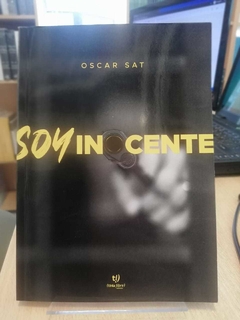 OSCAR SAT
SOY INOCENTE